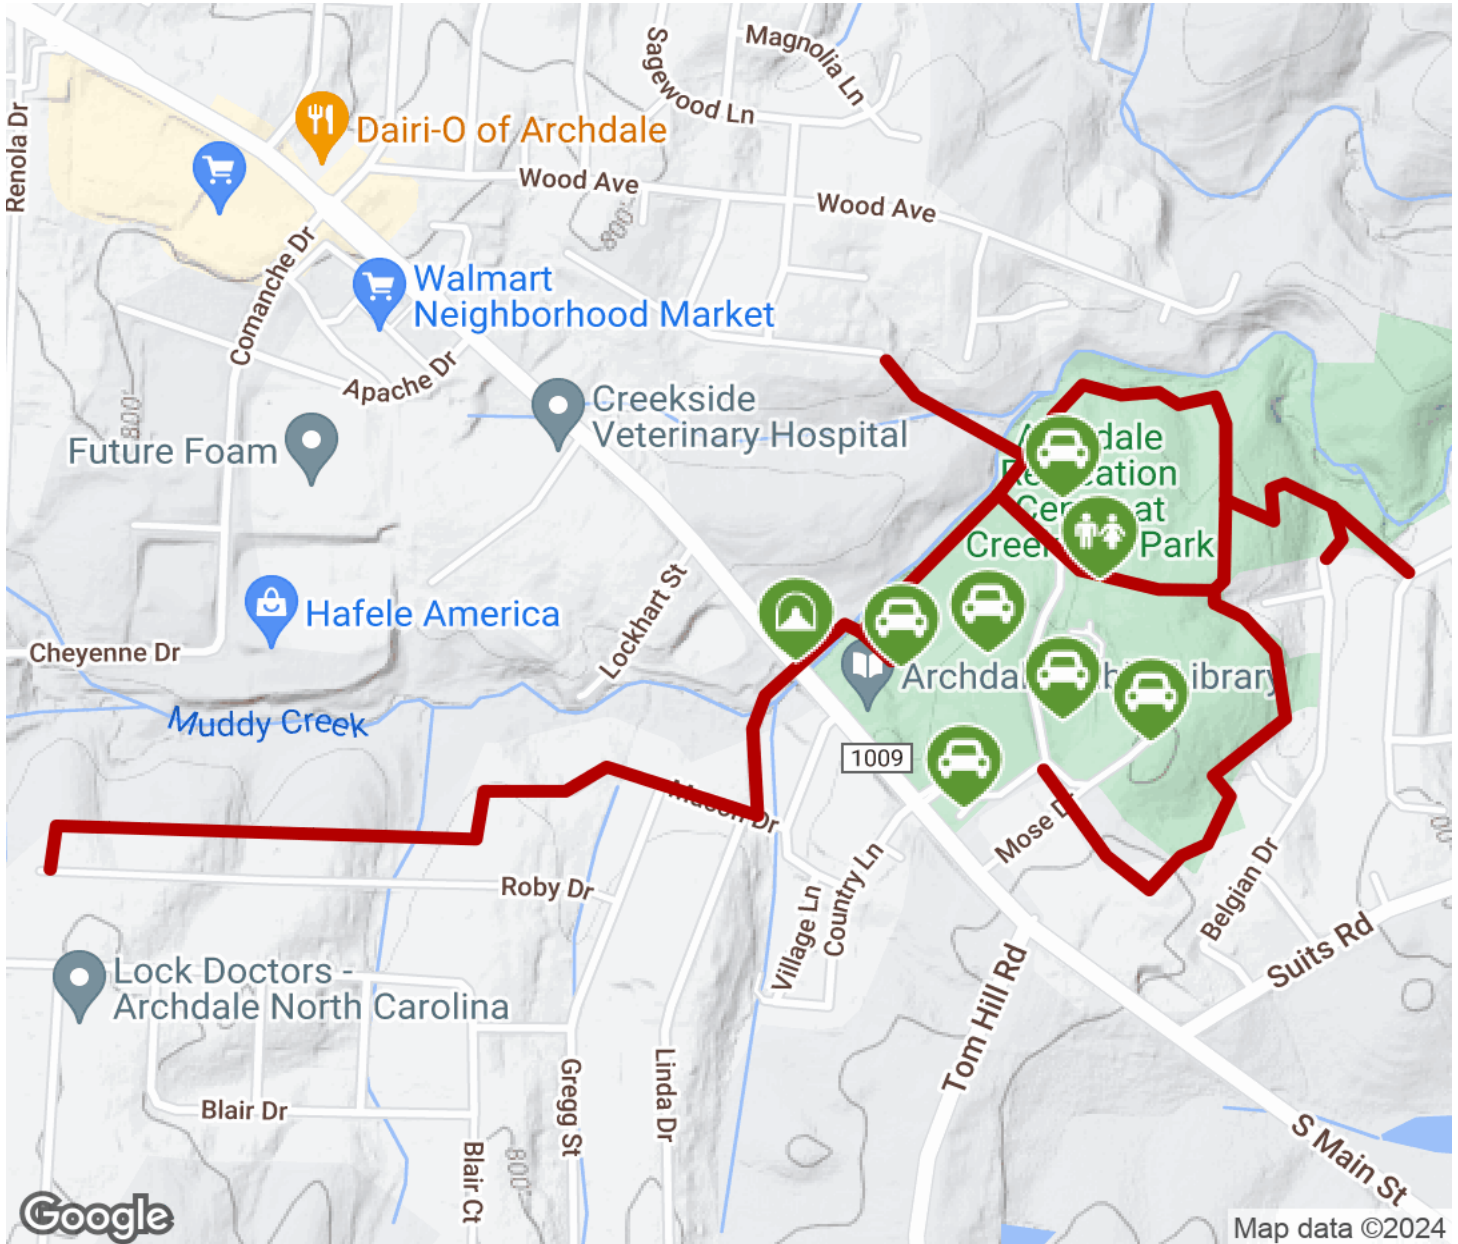 Magnolia Ln
Sagewood Ln
Renola Dr
Dairi-O of Archdale
Wood Ave
Wood Ave
800'
Comanche Dr
Walmart
Neighborhood Market
Apache Dr
800'
Creekside
Veterinary Hospital
Future Foam
at
Park
Lockhart St
Hafele America
Cheyenne Dr
Muddy Creek
1009
Mose Dr
Roby Dr
Country Ln
Village Ln
Belgian Dr
Suits Rd
Lock Doctors -
Archdale North Carolina
Tom Hill Rd
Linda Dr
Gregg St
Blair Dr
Blair Ct
800'
S Main St
Google
Map data ©2024